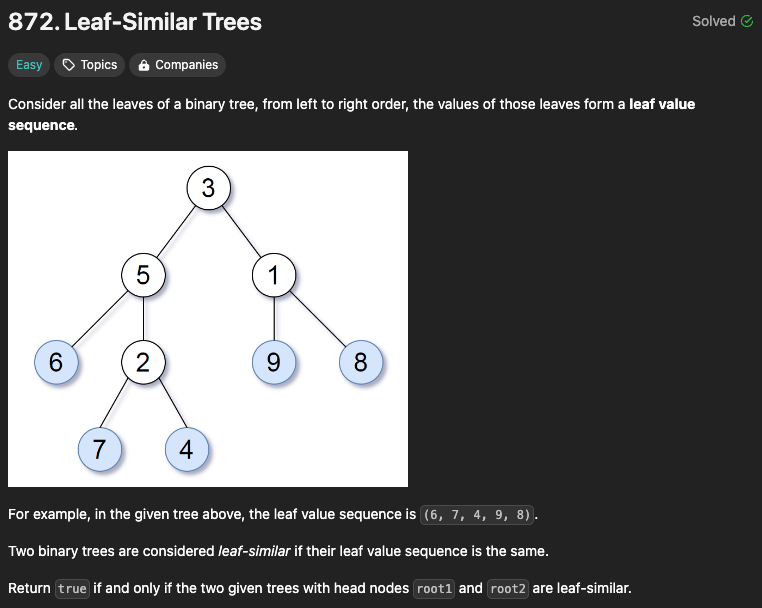 872. Leaf-Similar Trees
Solved
Easy
Topics
Companies
Consider all the leaves of a binary tree, from left to right order, the values of those leaves form a leaf value
sequence.
3
5 1
6 2 9 8
7 4
For example, in the given tree above, the leaf value sequence is (6, 7, 4, 9, 8).
Two binary trees are considered leaf-similar if their leaf value sequence is the same.
Return true if and only if the two given trees with head nodes root1 and root2 are leaf-similar.